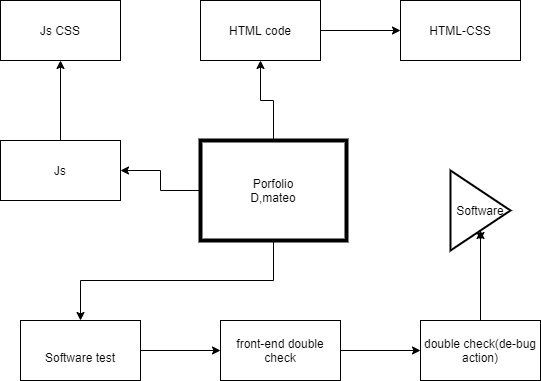 Js CSS
HTML code
HTML-CSS
Js
Porfolio
D,mateo
Software
Software test
front-end double
check
double check(de-bug
action)